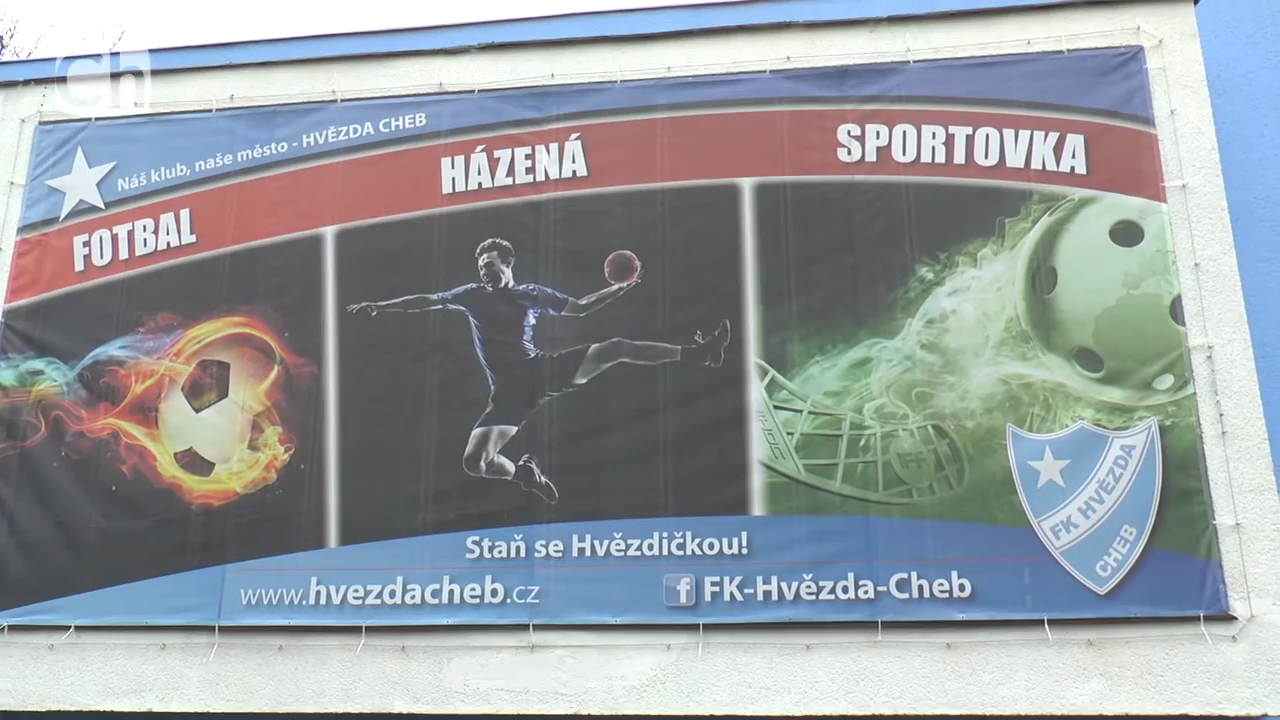 Ch
Náš klub, naše město - HVĚZDA CHEB
FOTBAL
HÁZENÁ
SPORTOVKA
FK HVĚZDA
CHEB
Staň se Hvězdičkou!
www.hvezdacheb.cz
f FK-Hvězda-Cheb